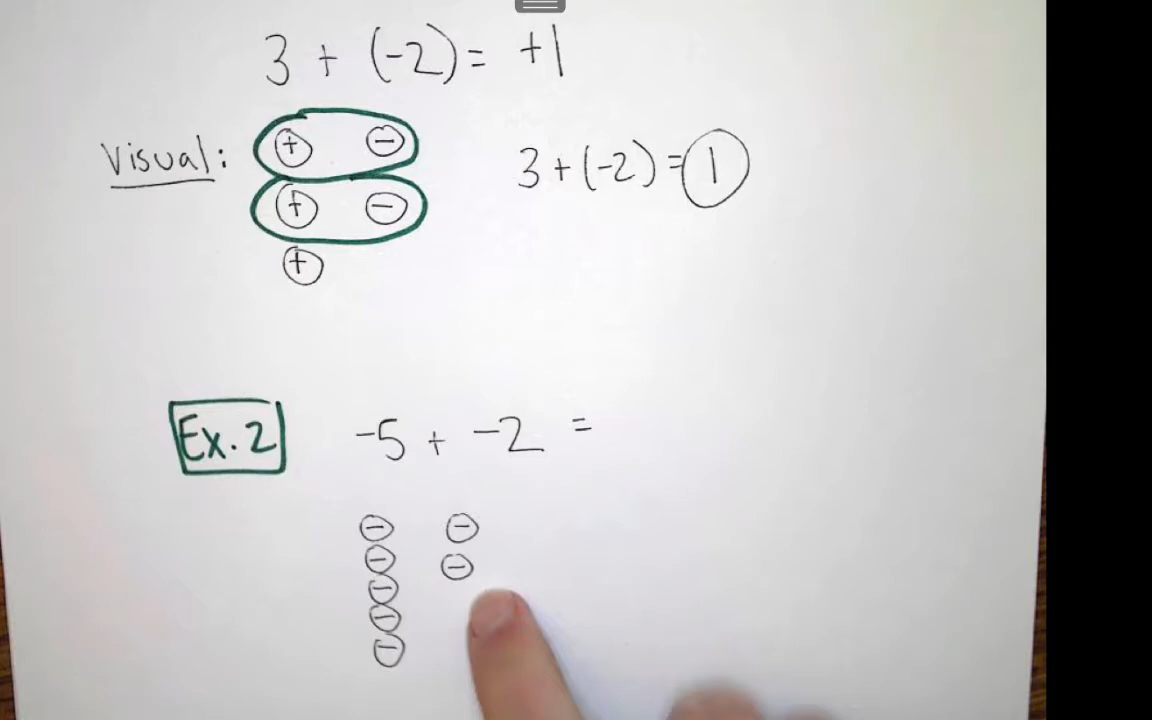 3 + (-2) = +1
Visual: + -
3 + (-2) = 1
+ -
+
Ex. 2 -5 + -2 =
- -
- -
-
-
-